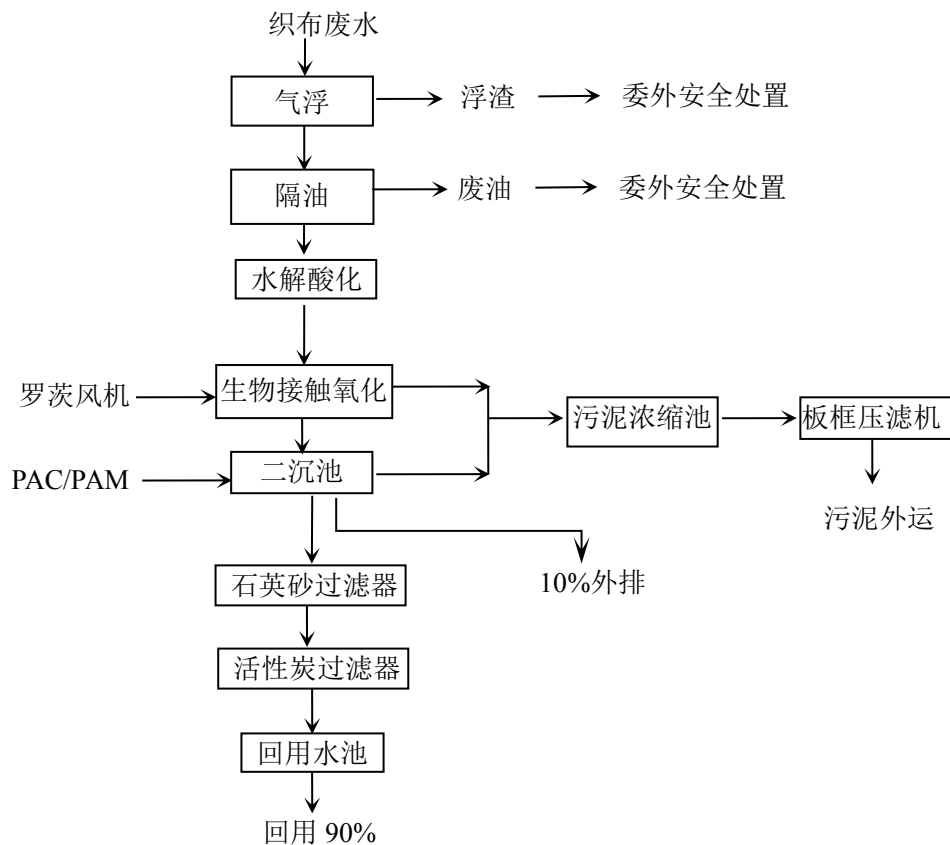 织布废水
气浮
浮渣
委外安全处置
隔油
废油
委外安全处置
水解酸化
罗茨风机
生物接触氧化
污泥浓缩池
板框压滤机
PAC/PAM
二沉池
污泥外运
石英砂过滤器
10%外排
活性炭过滤器
回用水池
回用 90%